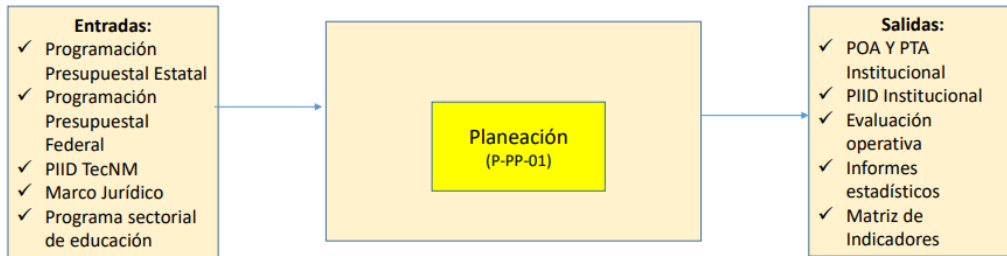 Entradas:
✓ Programación
Presupuestal Estatal
✓ Programación
Presupuestal
Federal
✓ PIID TecNM
✓ Marco Jurídico
✓ Programa sectorial
de educación
Planeación
(P-PP-01)
Salidas:
✓ POA Y PTA
Institucional
✓ PIID Institucional
✓ Evaluación
operativa
✓ Informes
estadísticos
✓ Matriz de
Indicadores